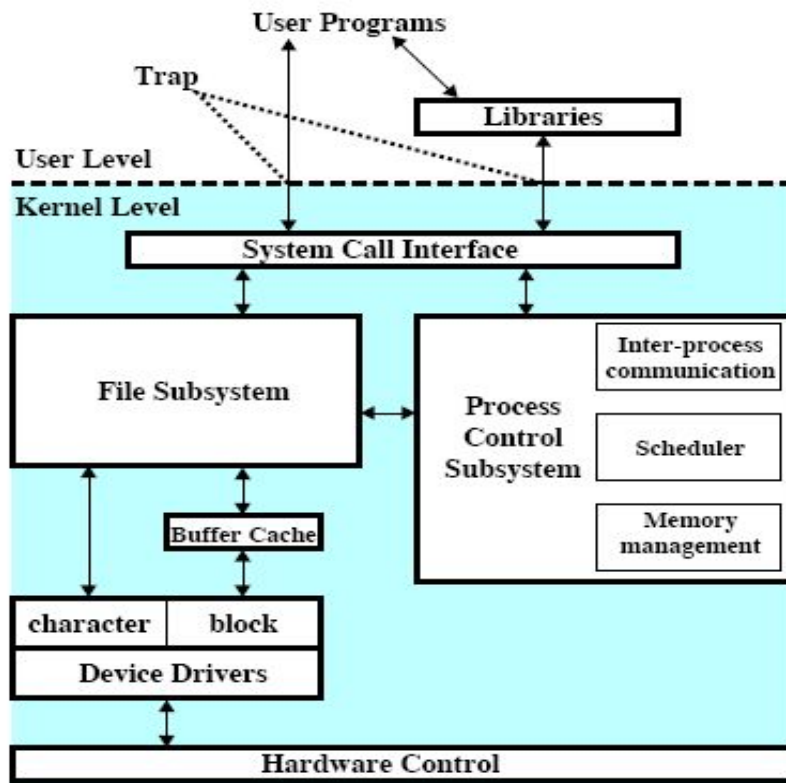 User Programs
Trap
Libraries
User Level
Kernel Level
System Call Interface
File Subsystem
Process
Control
Subsystem
Inter-process
communication
Scheduler
Memory
management
Buffer Cache
character
block
Device Drivers
Hardware Control